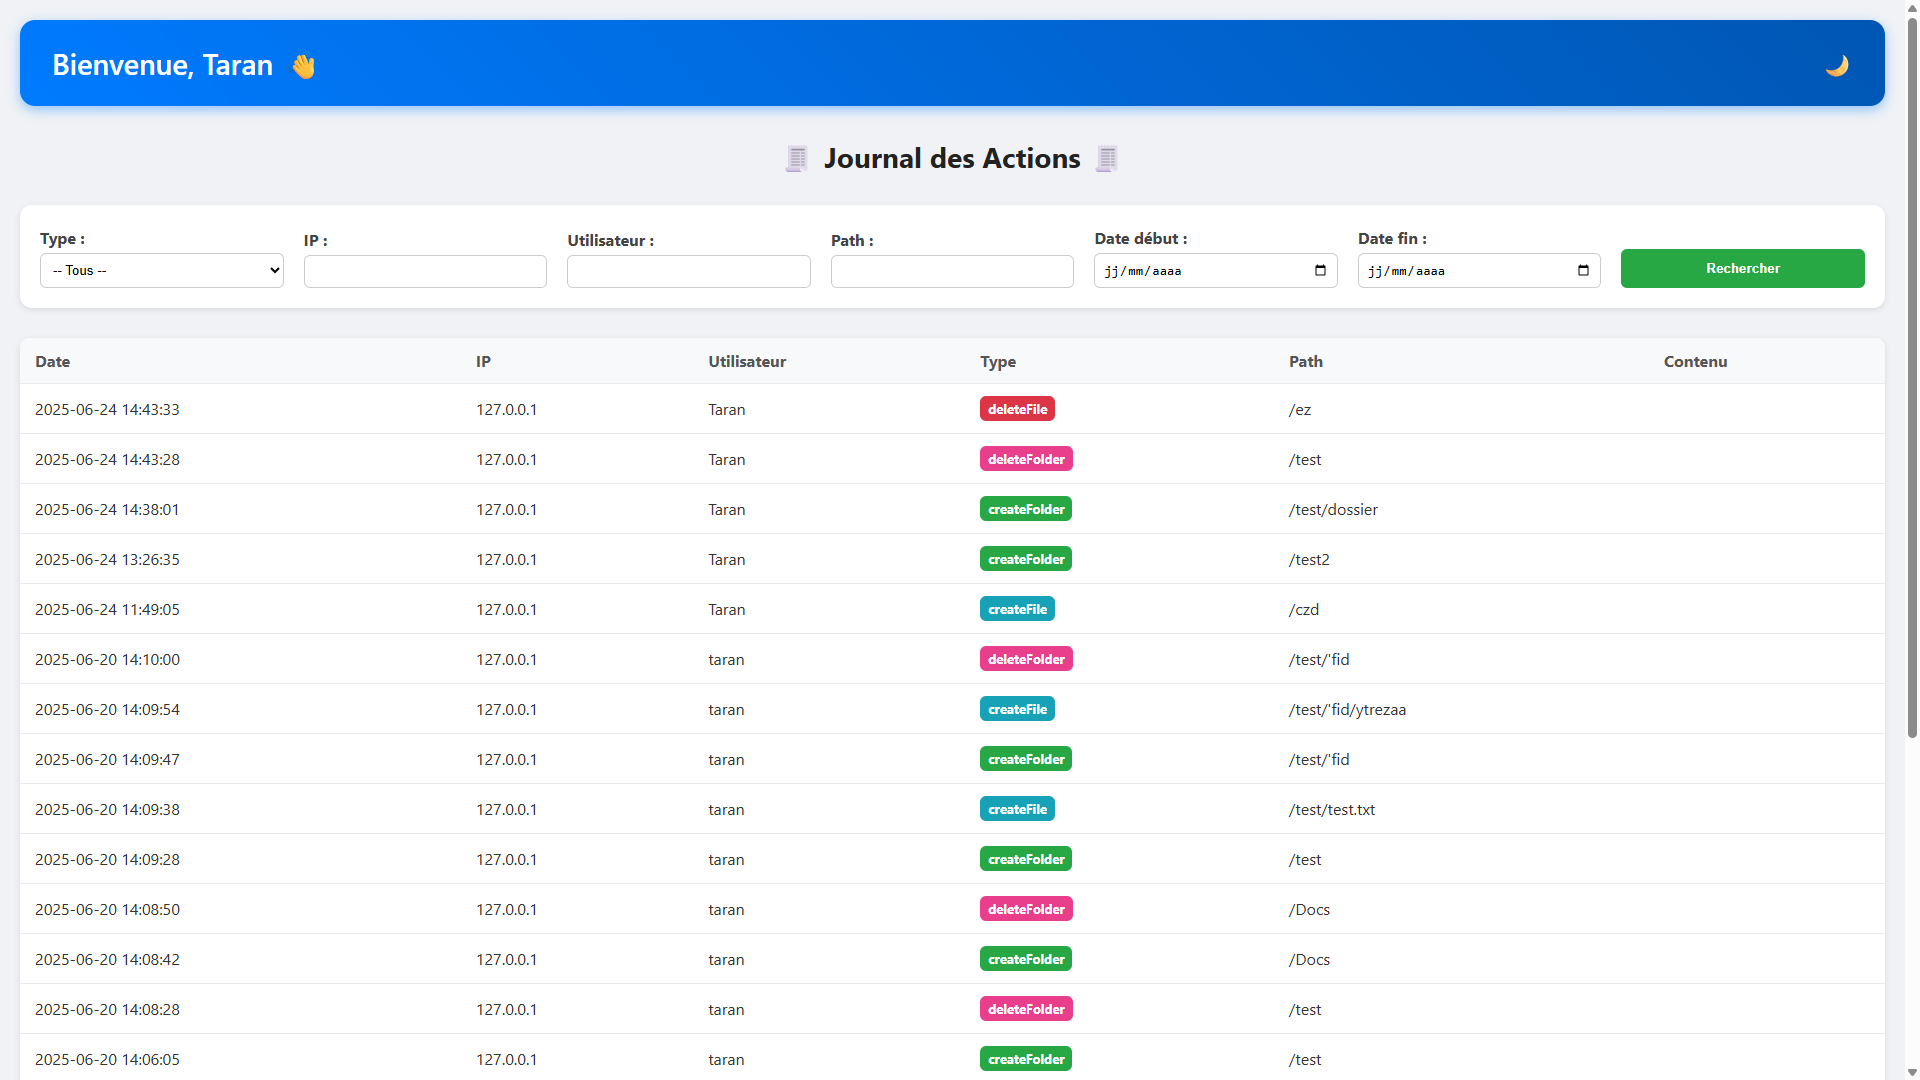 Bienvenue, Taran 👋 🌙
📜 Journal des Actions 📜
Type : IP : Utilisateur : Path : Date début : Date fin :
-- Tous -- jj/mm/aaaa jj/mm/aaaa Rechercher
Date IP Utilisateur Type Path Contenu
2025-06-24 14:43:33 127.0.0.1 Taran deleteFile /ez
2025-06-24 14:43:28 127.0.0.1 Taran deleteFolder /test
2025-06-24 14:38:01 127.0.0.1 Taran createFolder /test/dossier
2025-06-24 13:26:35 127.0.0.1 Taran createFolder /test2
2025-06-24 11:49:05 127.0.0.1 Taran createFile /czd
2025-06-20 14:10:00 127.0.0.1 taran deleteFolder /test/'fid
2025-06-20 14:09:54 127.0.0.1 taran createFile /test/'fid/ytrezaa
2025-06-20 14:09:47 127.0.0.1 taran createFolder /test/'fid
2025-06-20 14:09:38 127.0.0.1 taran createFile /test/test.txt
2025-06-20 14:09:28 127.0.0.1 taran createFolder /test
2025-06-20 14:08:50 127.0.0.1 taran deleteFolder /Docs
2025-06-20 14:08:42 127.0.0.1 taran createFolder /Docs
2025-06-20 14:08:28 127.0.0.1 taran deleteFolder /test
2025-06-20 14:06:05 127.0.0.1 taran createFolder /test